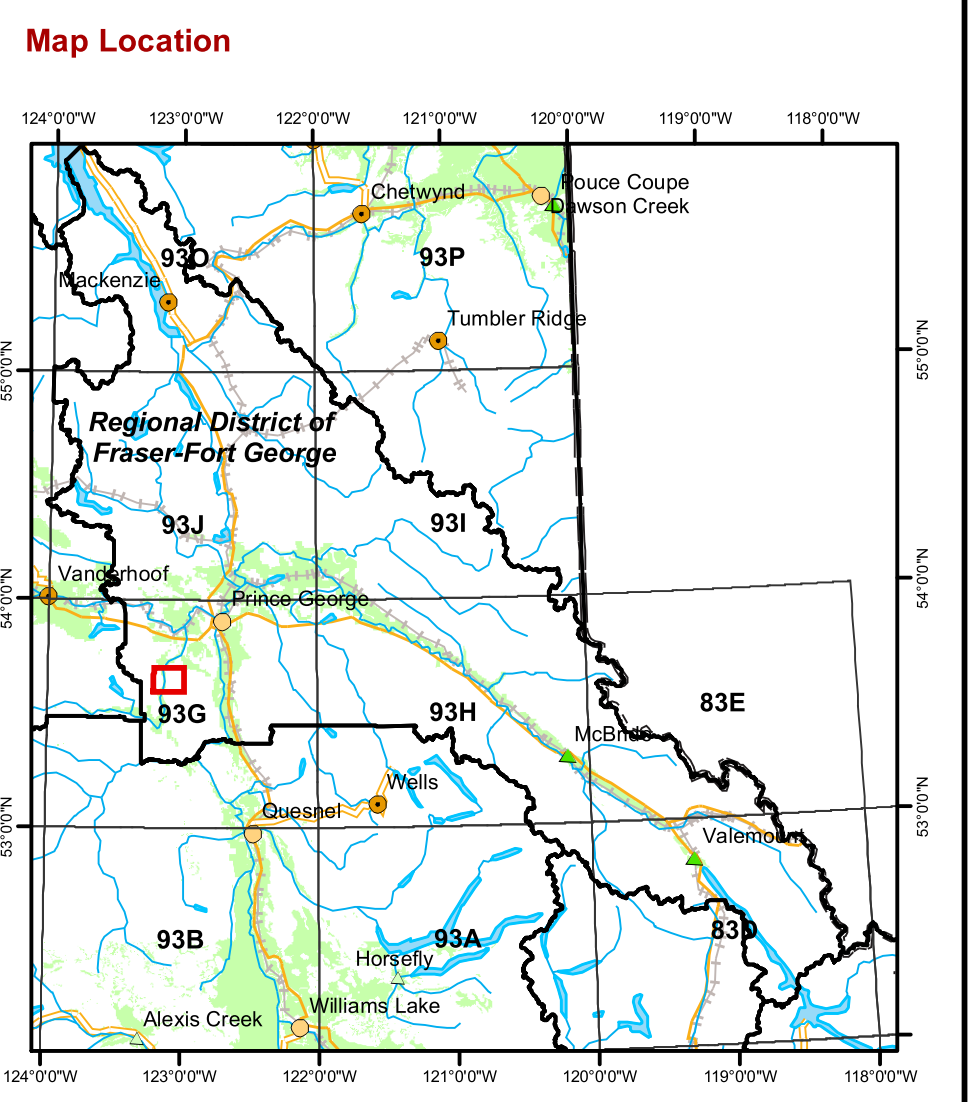 Map Location
124°0'0"W 123°0'0"W 122°0'0"W 121°0'0"W 120°0'0"W 119°0'0"W 118°0'0"W
Pouce Coupe
Chetwynd
Dawson Creek
93O
93P
Mackenzie
Tumbler Ridge
55°0'0"N
55°0'0"N
Regional District of
Fraser-Fort George
93J
93I
Vanderhoof
54°0'0"N
54°0'0"N
Prince George
93G
93H
83E
McBride
Wells
Quesnel
53°0'0"N
53°0'0"N
Valemount
93B
93A
83D
Horsefly
Williams Lake
Alexis Creek
124°0'0"W 123°0'0"W 122°0'0"W 121°0'0"W 120°0'0"W 119°0'0"W 118°0'0"W